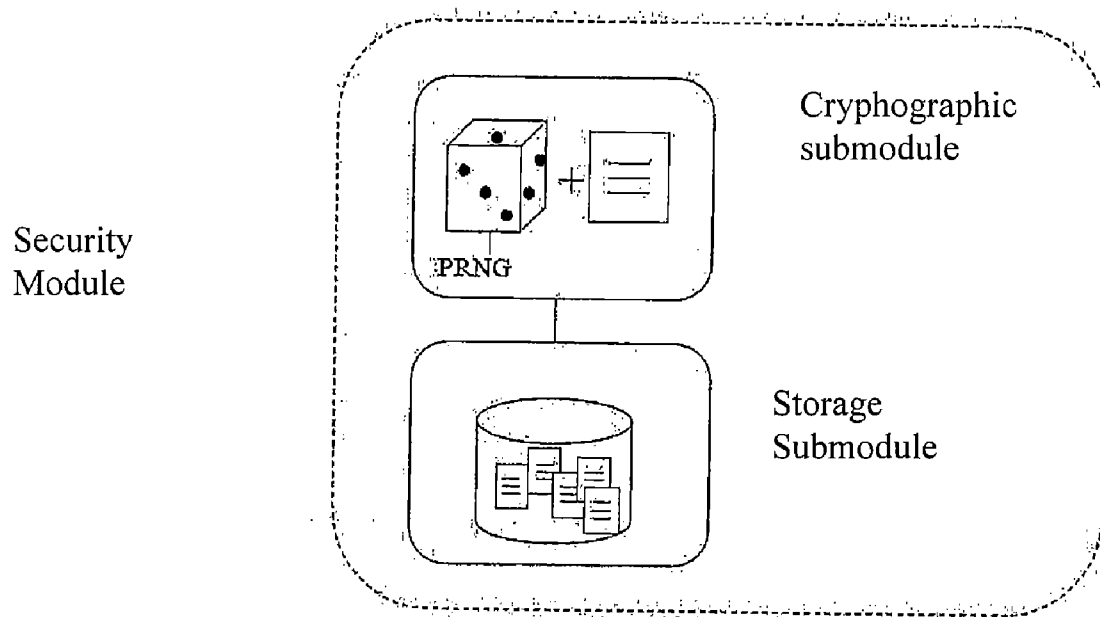 Cryphographic
submodule
Security
Module
PRNG
Storage
Submodule